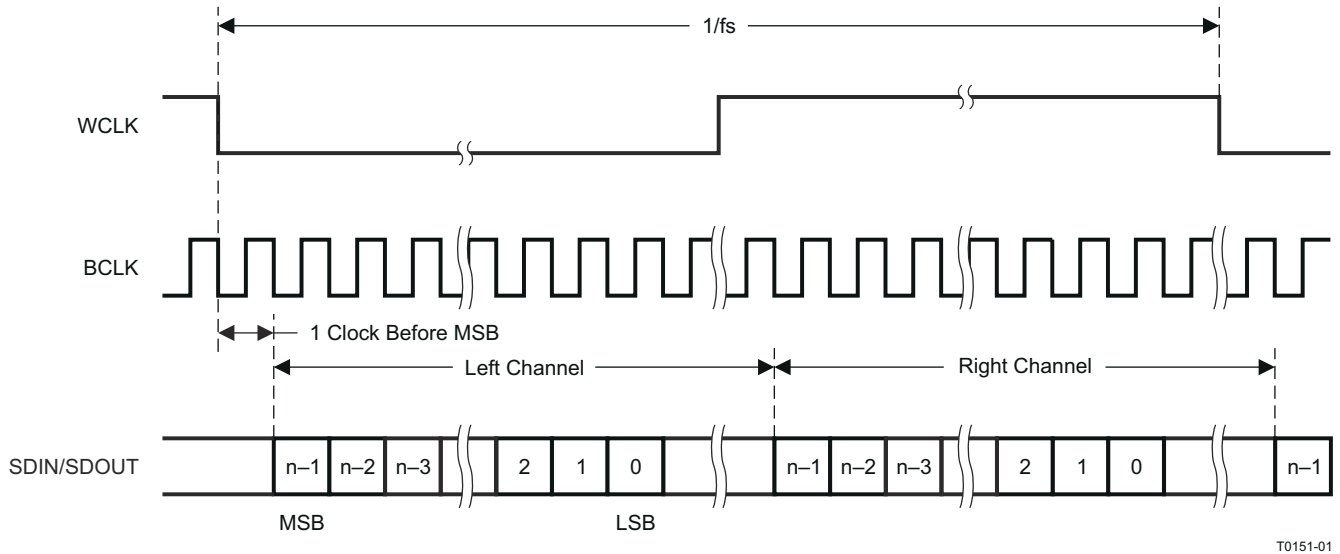 1/fs
WCLK
BCLK
1 Clock Before MSB
Left Channel
Right Channel
SDIN/SDOUT
n–1 n–2 n–3 2 1 0 n–1 n–2 n–3 2 1 0 n–1
MSB LSB
T0151-01